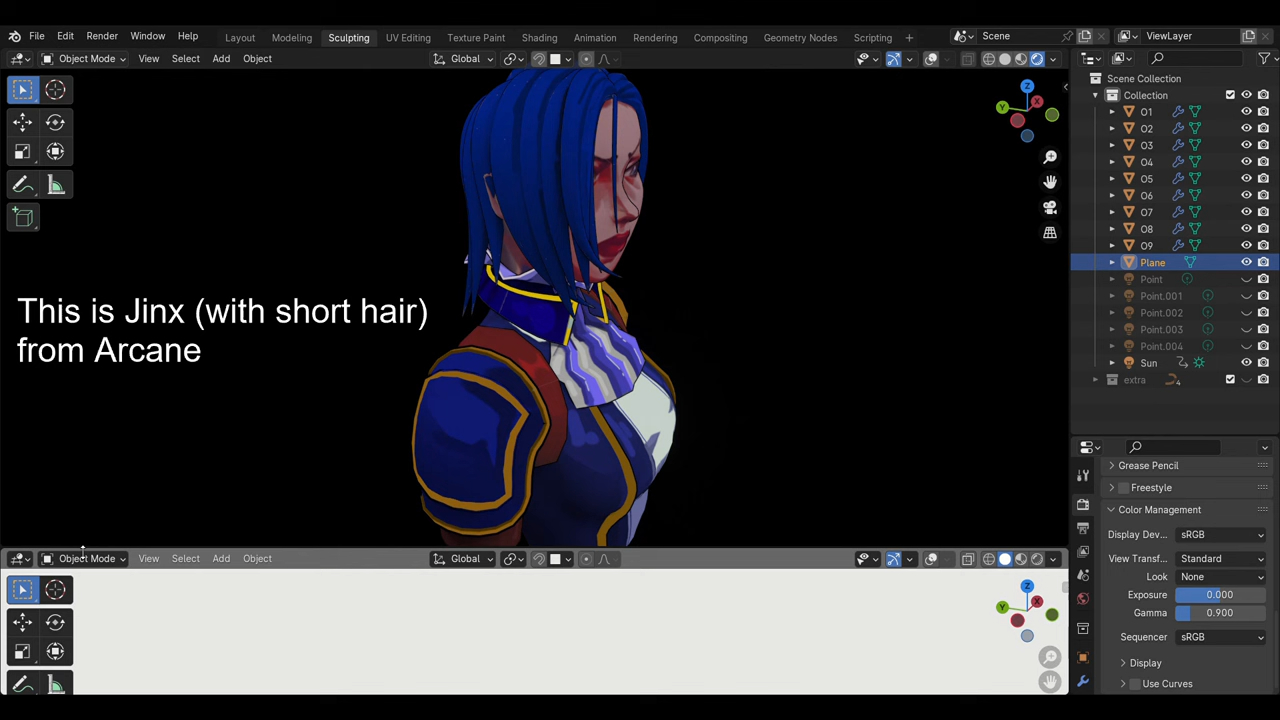 File Edit Render Window Help Layout Modeling Sculpting UV Editing Texture Paint Shading Animation Rendering Compositing Geometry Nodes Scripting + Scene ViewLayer
Object Mode View Select Add Object Global
Scene Collection
Collection
01
02
03
04
05
06
07
08
09
Plane
Point
Point.001
Point.002
Point.003
Point.004
Sun
extra 4
Z
Y
X
This is Jinx (with short hair)
from Arcane
Grease Pencil
Freestyle
Color Management
Display Dev... sRGB
View Transf... Standard
Look None
Exposure 0.000
Gamma 0.900
Sequencer sRGB
Display
Use Curves
Object Mode View Select Add Object Global
Z
Y
X